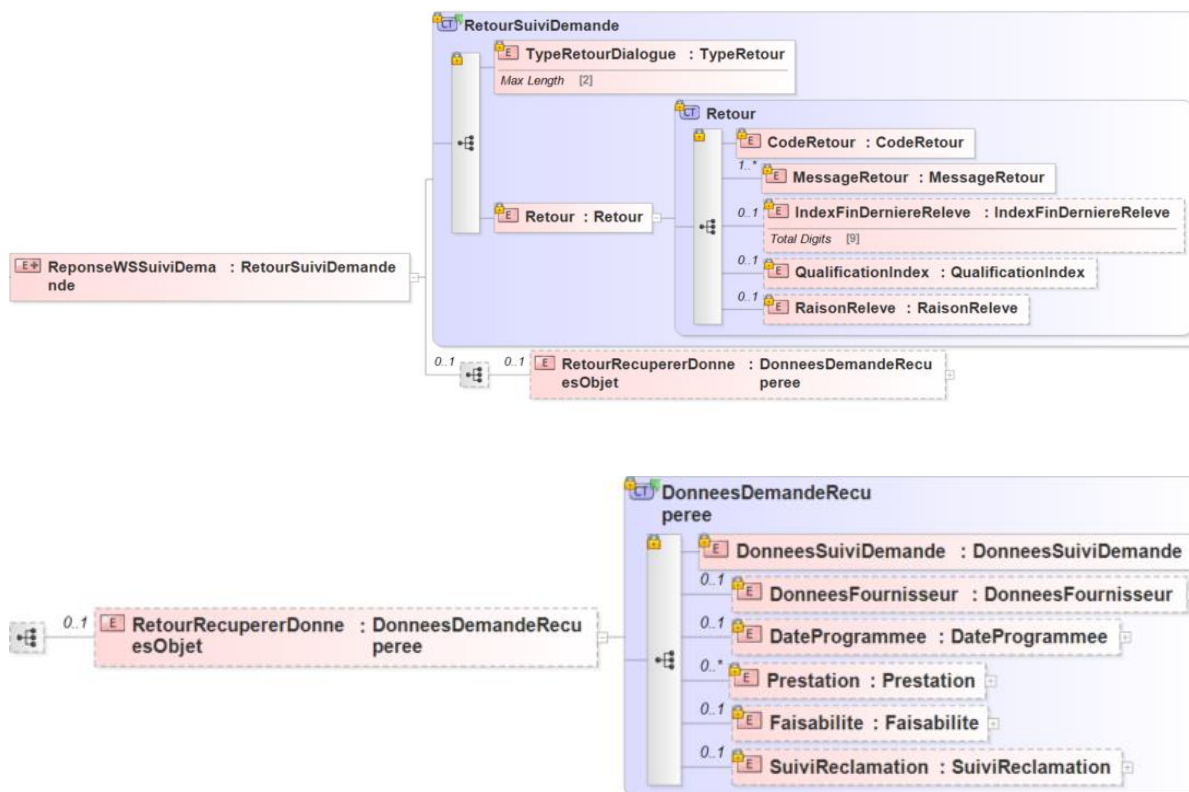 CT RetourSuiviDemande
E TypeRetourDialogue : TypeRetour
Max Length [2]
CT Retour
E CodeRetour : CodeRetour
1..* E MessageRetour : MessageRetour
0..1 E IndexFinDerniereReleve : IndexFinDerniereReleve
Total Digits [9]
E Retour : Retour
0..1 E QualificationIndex : QualificationIndex
0..1 E RaisonReleve : RaisonReleve
E ReponseWSSuiviDema : RetourSuiviDemande
nde
0..1 0..1 E RetourRecupererDonne : DonneesDemandeRecu
esObjet peree
CT DonneesDemandeRecu
peree
E DonneesSuiviDemande : DonneesSuiviDemande
0..1 E DonneesFournisseur : DonneesFournisseur
0..1 E RetourRecupererDonne : DonneesDemandeRecu
esObjet peree
0..1 E DateProgrammee : DateProgrammee
0..* E Prestation : Prestation
0..1 E Faisabilite : Faisabilite
0..1 E SuiviReclamation : SuiviReclamation